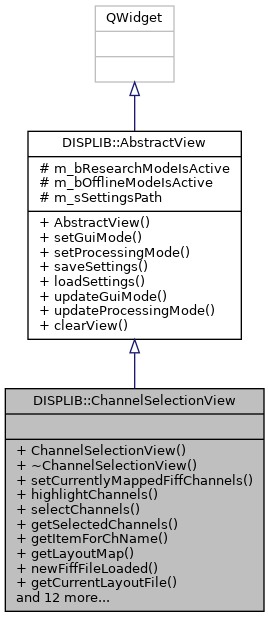 QWidget
DISPLIB::AbstractView
# m_bResearchModeIsActive
# m_bOfflineModeIsActive
# m_sSettingsPath
+ AbstractView()
+ setGuiMode()
+ setProcessingMode()
+ saveSettings()
+ loadSettings()
+ updateGuiMode()
+ updateProcessingMode()
+ clearView()
DISPLIB::ChannelSelectionView
+ ChannelSelectionView()
+ ~ChannelSelectionView()
+ setCurrentlyMappedFiffChannels()
+ highlightChannels()
+ selectChannels()
+ getSelectedChannels()
+ getItemForChName()
+ getLayoutMap()
+ newFiffFileLoaded()
+ getCurrentLayoutFile()
and 12 more...